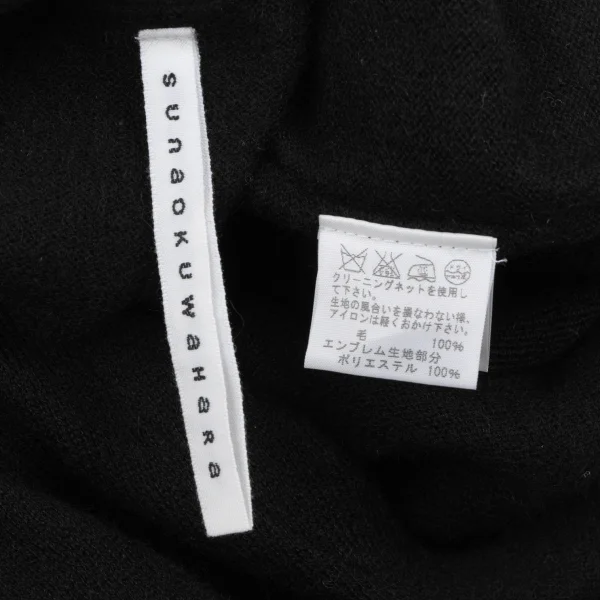 sunaokuwahara
クリーニングネットを使用し
て下さい。
生地の風合いを損なわない様、
アイロンは軽くおかけ下さい。
毛 100%
エンブレム生地部分
ポリエステル 100%